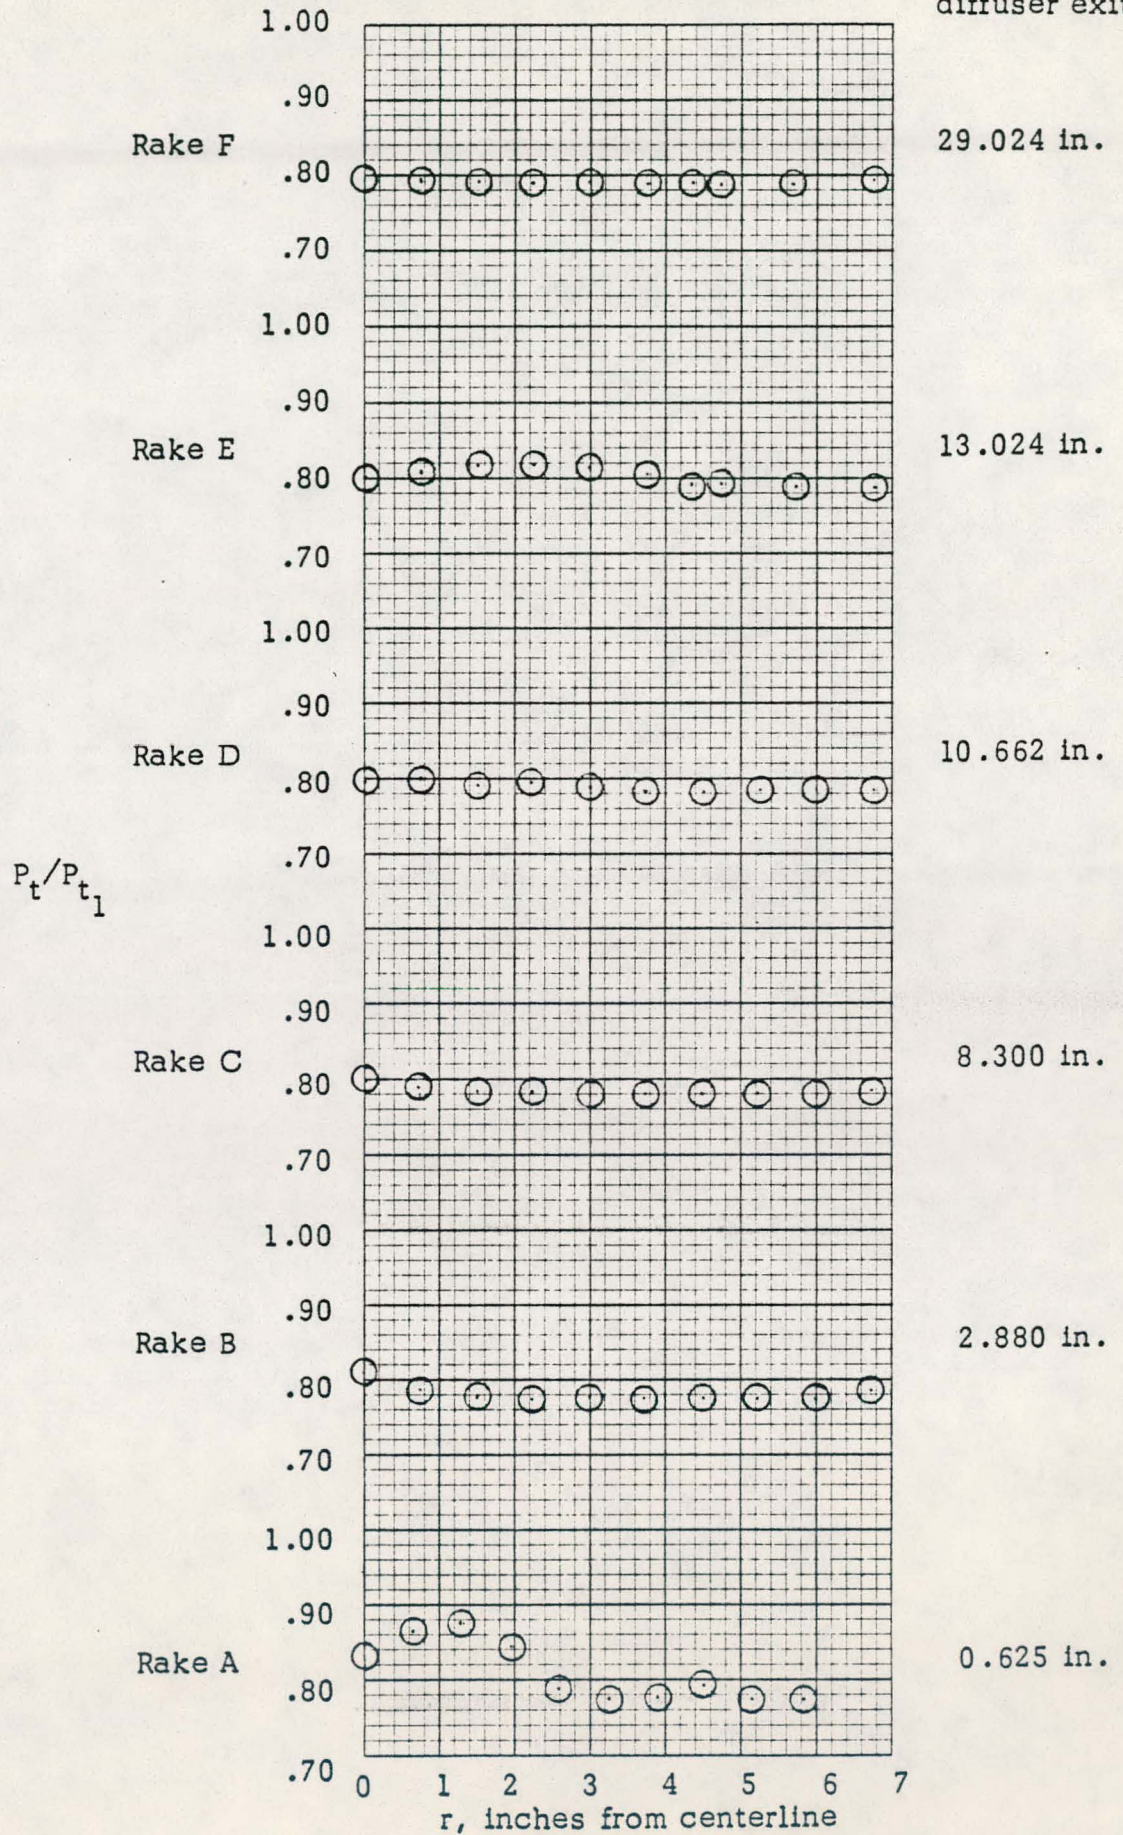 diffuser exit
1.00
.90
Rake F 29.024 in.
.80
.70
1.00
.90
Rake E 13.024 in.
.80
.70
1.00
.90
Rake D 10.662 in.
.80
.70
Pt/Pt1
1.00
.90
Rake C 8.300 in.
.80
.70
1.00
.90
Rake B 2.880 in.
.80
.70
1.00
.90
Rake A 0.625 in.
.80
.70
0 1 2 3 4 5 6 7
r, inches from centerline